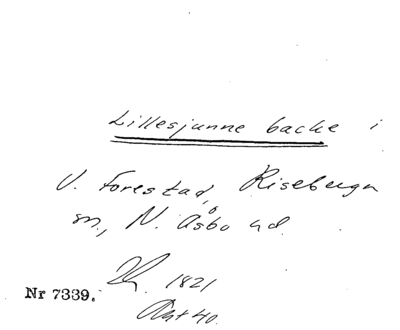 Lillesjunne backe i
V. Forestad, Riseberga
sn, N. Åsbo hd.
1821
Nr 7339.